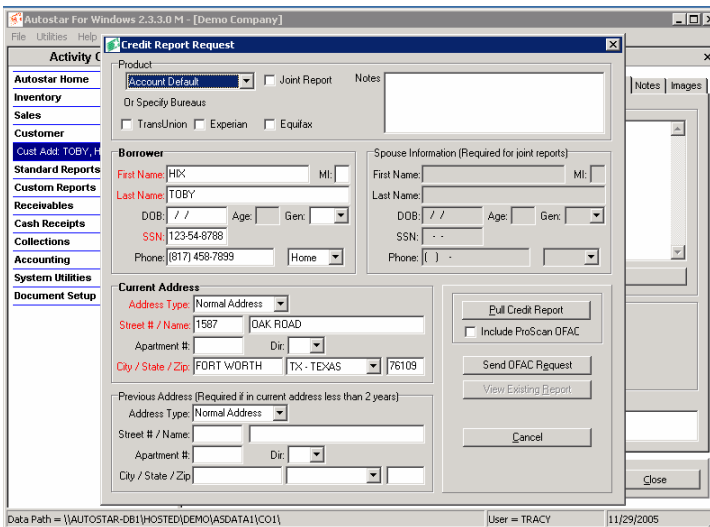 Autostar For Windows 2.3.3.0 M - [Demo Company]
File Utilities Help
Activity C
Autostar Home
Inventory
Sales
Customer
Cust Add: TOBY, H
Standard Reports
Custom Reports
Receivables
Cash Receipts
Collections
Accounting
System Utilities
Document Setup
Notes Images
Close
Credit Report Request
Product
Account Default Joint Report Notes
Or Specify Bureaus
TransUnion Experian Equifax
Borrower
First Name: HIX MI:
Last Name: TOBY
DOB: / / Age: Gen:
SSN: 123-54-8788
Phone: (817) 458-7899 Home
Spouse Information (Required for joint reports)
First Name: MI:
Last Name:
DOB: / / Age: Gen:
SSN: - -
Phone: ( ) -
Current Address
Address Type: Normal Address
Street # / Name: 1587 OAK ROAD
Apartment #: Dir:
City / State / Zip: FORT WORTH TX - TEXAS 76109
Previous Address (Required if in current address less than 2 years)
Address Type: Normal Address
Street # / Name:
Apartment #: Dir:
City / State / Zip
Pull Credit Report
Include ProScan OFAC
Send OFAC Request
View Existing Report
Cancel
Data Path = \\AUTOSTAR-DB1\HOSTED\DEMO\ASDATA1\CO1\ User = TRACY 11/29/2005